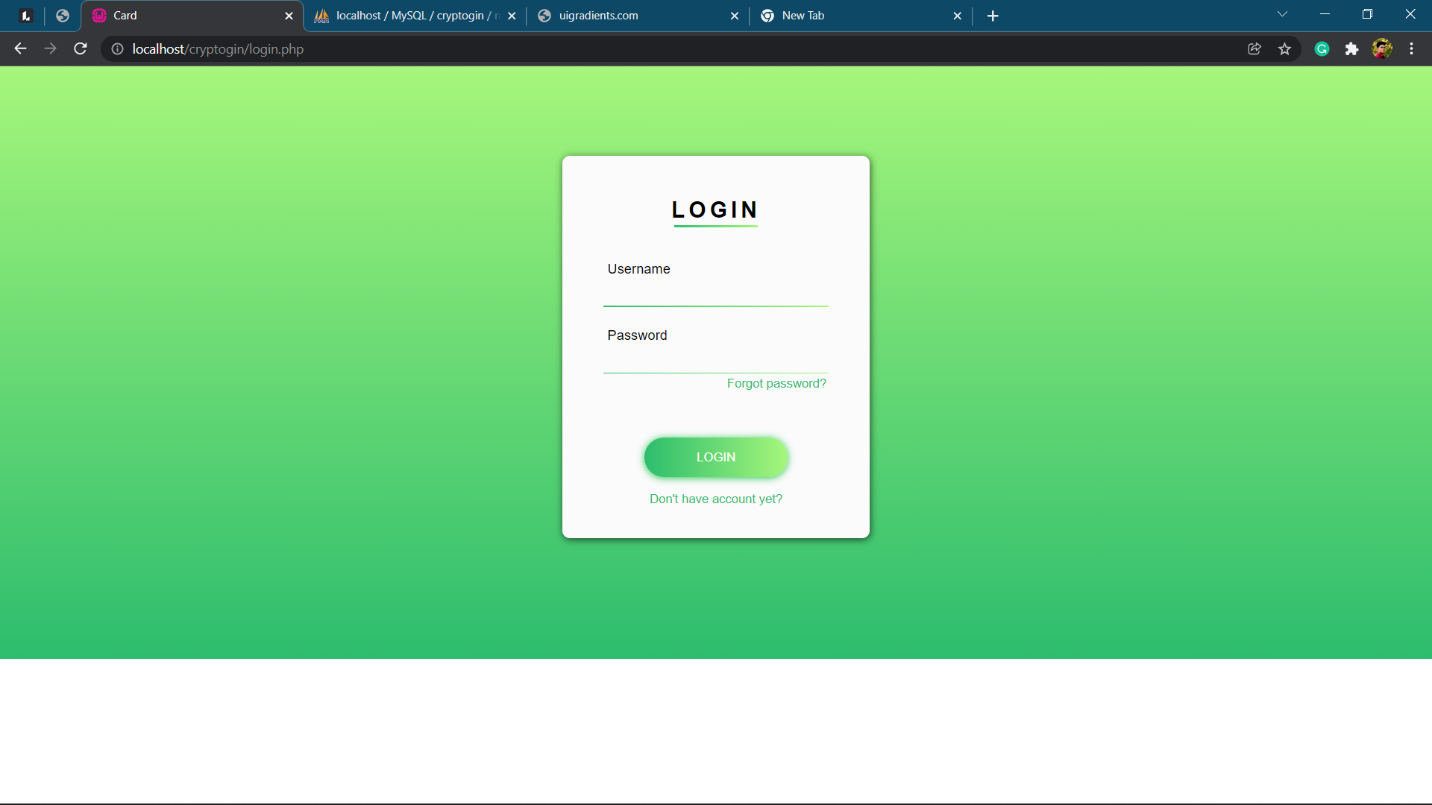 Card
localhost / MySQL / cryptogin /
uigradients.com
New Tab
localhost/cryptogin/login.php
LOGIN
Username
Password
Forgot password?
LOGIN
Don't have account yet?